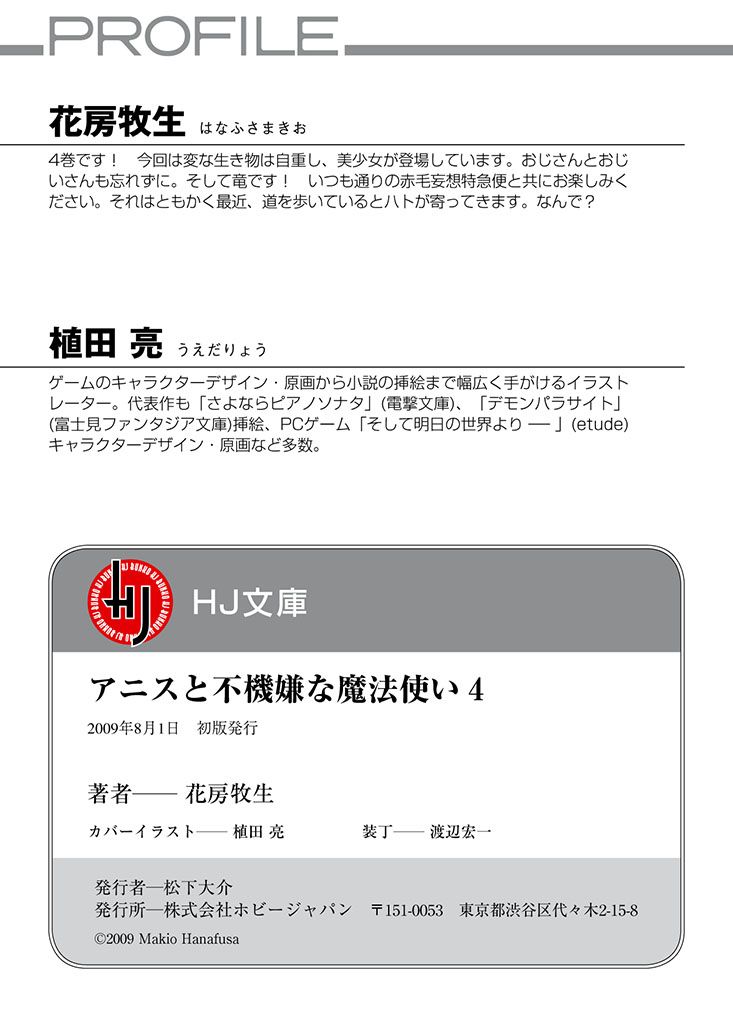 PROFILE
花房牧生 はなふさまきお
4巻です！　今回は変な生き物は自重し、美少女が登場しています。おじさんとおじ
いさんも忘れずに。そして竜です！　いつも通りの赤毛妄想特急便と共にお楽しみく
ださい。それはともかく最近、道を歩いているとハトが寄ってきます。なんで？
植田 亮 うえだりょう
ゲームのキャラクターデザイン・原画から小説の挿絵まで幅広く手がけるイラスト
レーター。代表作も「さよならピアノソナタ」(電撃文庫)、「デモンパラサイト」
(富士見ファンタジア文庫)挿絵、PCゲーム「そして明日の世界より ── 」(etude)
キャラクターデザイン・原画など多数。
HJ
HJ文庫
アニスと不機嫌な魔法使い 4
2009年8月1日　初版発行
著者── 花房牧生
カバーイラスト── 植田 亮　　　装丁── 渡辺宏一
発行者─松下大介
発行所─株式会社ホビージャパン　〒151-0053　東京都渋谷区代々木2-15-8
©2009 Makio Hanafusa